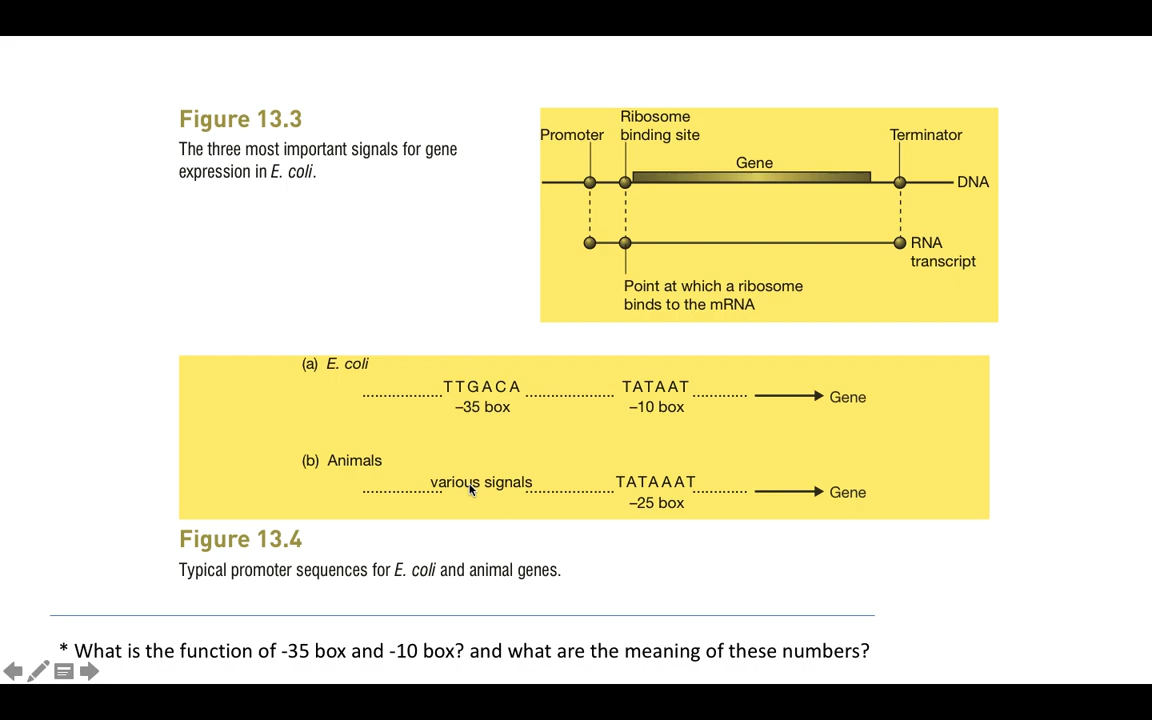 Figure 13.3
The three most important signals for gene
expression in E. coli.
Ribosome
Promoter binding site Terminator
Gene
DNA
RNA
transcript
Point at which a ribosome
binds to the mRNA
(a) E. coli
TTGACA TATAAT
–35 box –10 box Gene
(b) Animals
various signals TATAAAT
–25 box Gene
Figure 13.4
Typical promoter sequences for E. coli and animal genes.
* What is the function of -35 box and -10 box? and what are the meaning of these numbers?